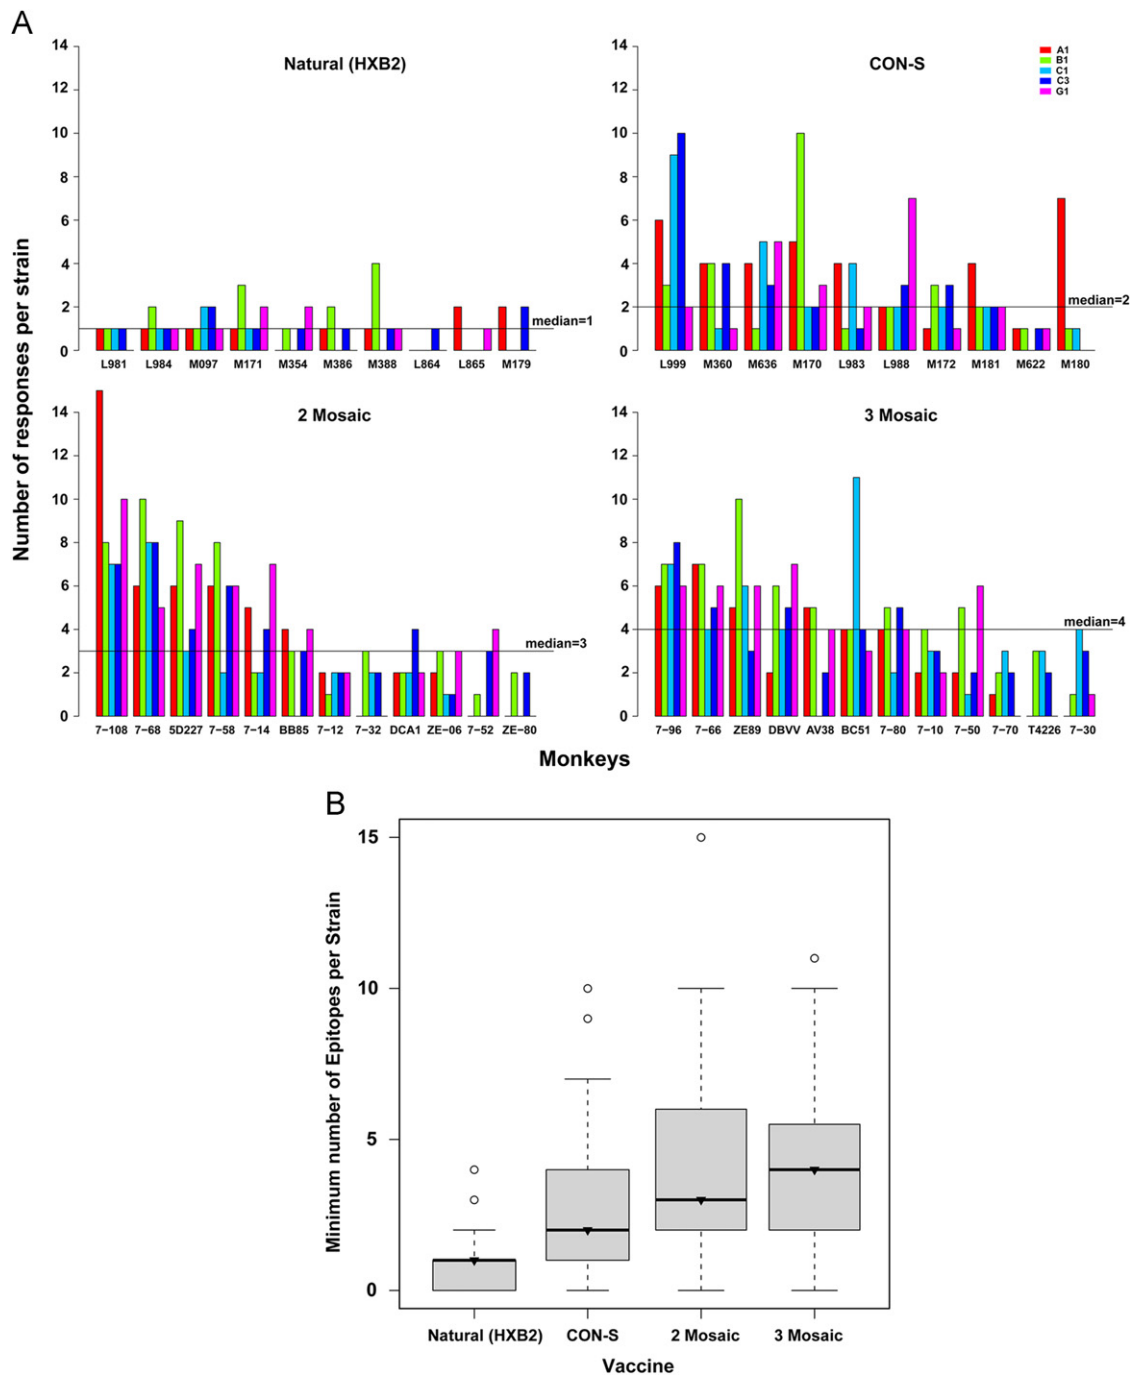 A
Natural (HXB2)
14
12
10
8
6
4
2
0
median=1
L981 L984 M097 M171 M354 M386 M388 L864 L865 M179
CON-S
A1
B1
C1
C3
G1
14
12
10
8
6
4
2
0
median=2
L999 M360 M636 M170 L983 L988 M172 M181 M622 M180
Number of responses per strain
2 Mosaic
14
12
10
8
6
4
2
0
median=3
7-108 7-68 5D227 7-58 7-14 BB85 7-12 7-32 DCA1 ZE-06 7-52 ZE-80
3 Mosaic
14
12
10
8
6
4
2
0
median=4
7-96 7-66 ZE89 DBVV AV38 BC51 7-80 7-10 7-50 7-70 T4226 7-30
Monkeys
B
Minimum number of Epitopes per Strain
15
10
5
0
Natural (HXB2) CON-S 2 Mosaic 3 Mosaic
Vaccine